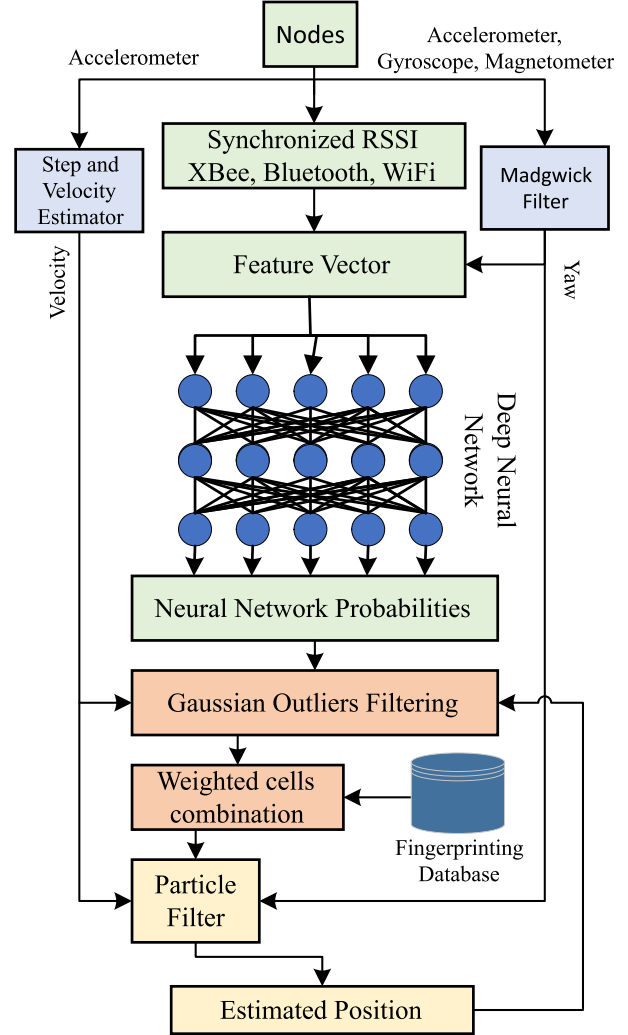 Nodes
Accelerometer
Accelerometer,
Gyroscope, Magnetometer
Synchronized RSSI
XBee, Bluetooth, WiFi
Step and
Velocity
Estimator
Madgwick
Filter
Feature Vector
Velocity
Yaw
Deep Neural
Network
Neural Network Probabilities
Gaussian Outliers Filtering
Weighted cells
combination
Fingerprinting
Database
Particle
Filter
Estimated Position